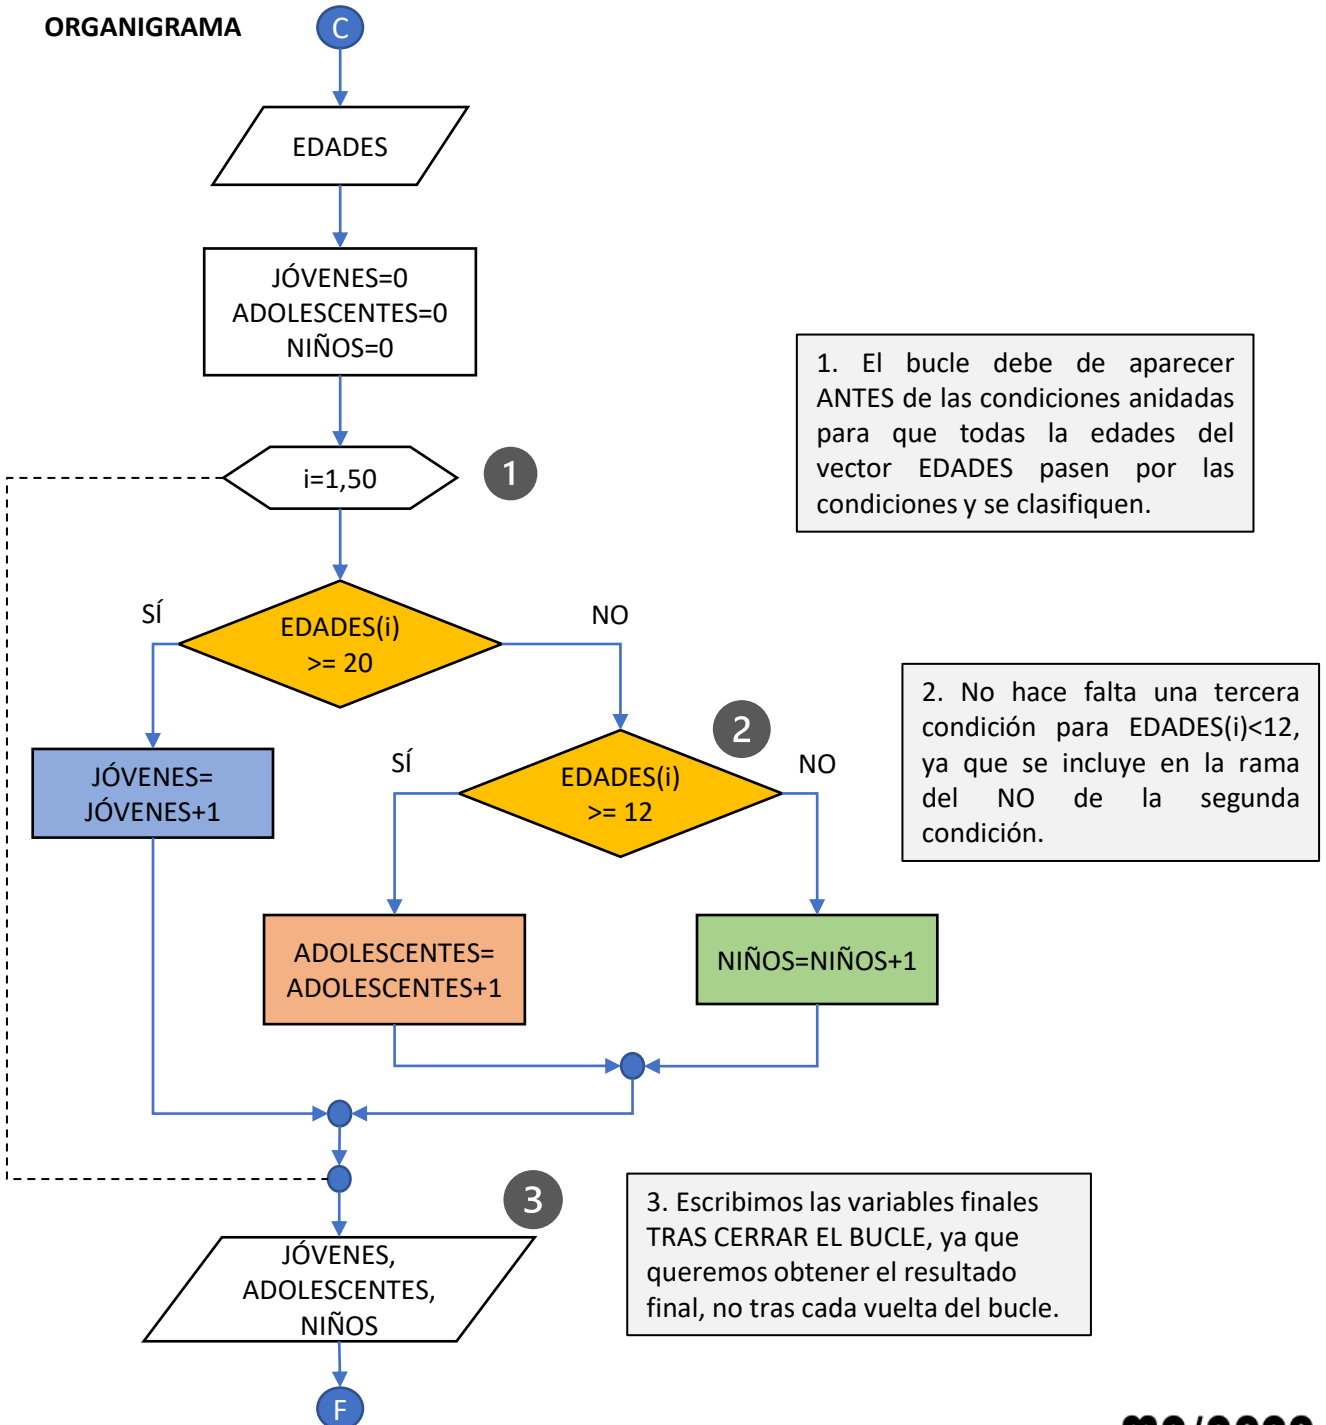 ORGANIGRAMA
C
EDADES
JÓVENES=0
ADOLESCENTES=0
NIÑOS=0
1. El bucle debe de aparecer
ANTES de las condiciones anidadas
para que todas la edades del
vector EDADES pasen por las
condiciones y se clasifiquen.
i=1,50
1
SÍ
EDADES(i)
>= 20
NO
2. No hace falta una tercera
condición para EDADES(i)<12,
ya que se incluye en la rama
del NO de la segunda
condición.
2
JÓVENES=
JÓVENES+1
SÍ
EDADES(i)
>= 12
NO
ADOLESCENTES=
ADOLESCENTES+1
NIÑOS=NIÑOS+1
3
3. Escribimos las variables finales
TRAS CERRAR EL BUCLE, ya que
queremos obtener el resultado
final, no tras cada vuelta del bucle.
JÓVENES,
ADOLESCENTES,
NIÑOS
F